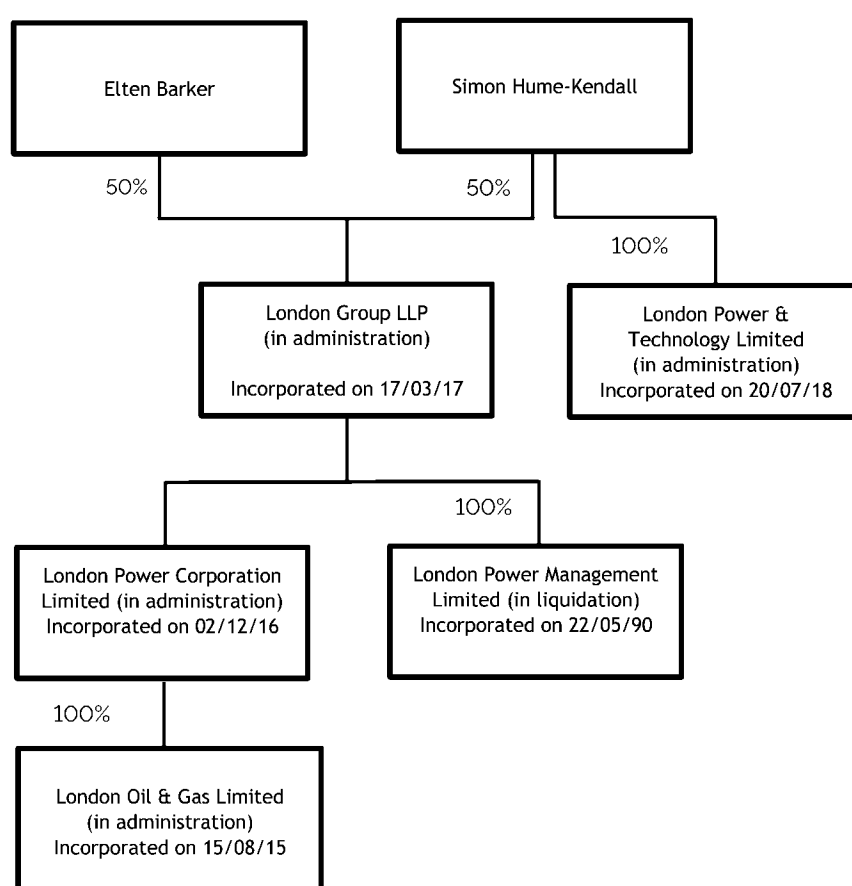 Elten Barker
Simon Hume-Kendall
50%
50%
100%
London Group LLP
(in administration)
Incorporated on 17/03/17
London Power &
Technology Limited
(in administration)
Incorporated on 20/07/18
100%
London Power Corporation
Limited (in administration)
Incorporated on 02/12/16
London Power Management
Limited (in liquidation)
Incorporated on 22/05/90
100%
London Oil & Gas Limited
(in administration)
Incorporated on 15/08/15